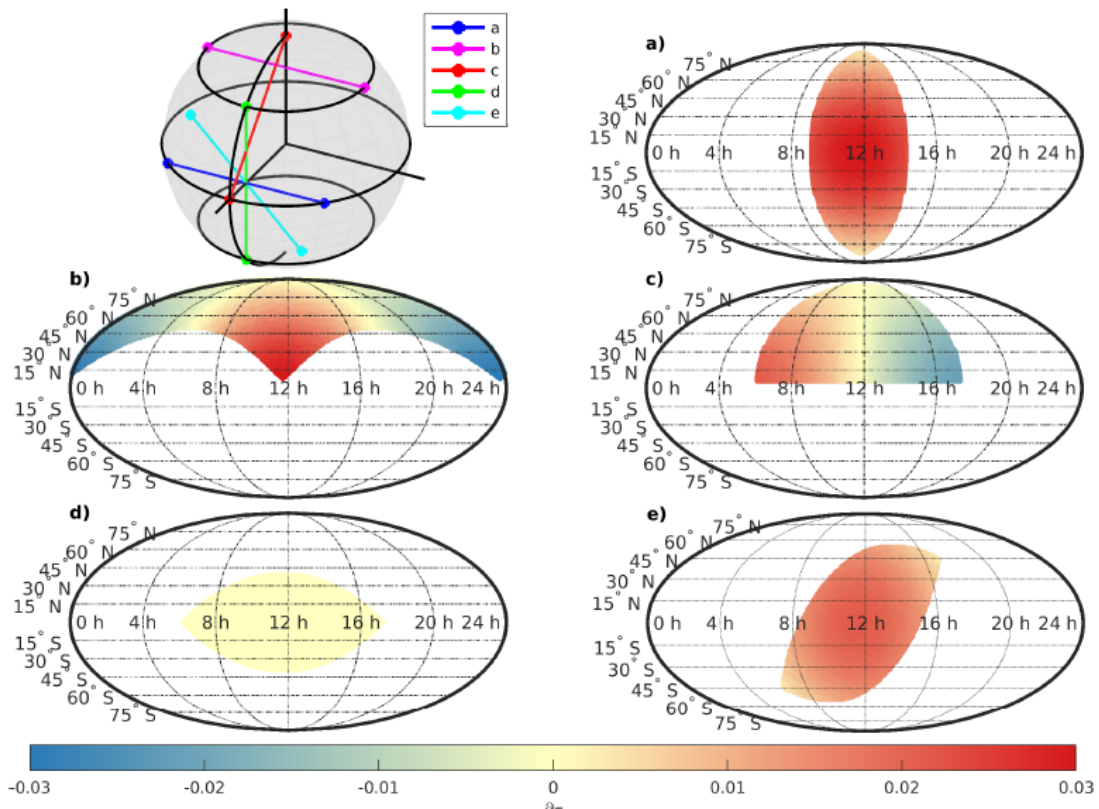 a
b
c
d
e
a)
75° N
60° N
45° N
30° N
15° N
0 h 4 h 8 h 12 h 16 h 20 h 24 h
15° S
30° S
45° S
60° S
75° S
b)
75° N
60° N
45° N
30° N
15° N
0 h 4 h 8 h 12 h 16 h 20 h 24 h
15° S
30° S
45° S
60° S
75° S
c)
75° N
60° N
45° N
30° N
15° N
0 h 4 h 8 h 12 h 16 h 20 h 24 h
15° S
30° S
45° S
60° S
75° S
d)
75° N
60° N
45° N
30° N
15° N
0 h 4 h 8 h 12 h 16 h 20 h 24 h
15° S
30° S
45° S
60° S
75° S
e)
75° N
60° N
45° N
30° N
15° N
0 h 4 h 8 h 12 h 16 h 20 h 24 h
15° S
30° S
45° S
60° S
75° S
-0.03 -0.02 -0.01 0 0.01 0.02 0.03